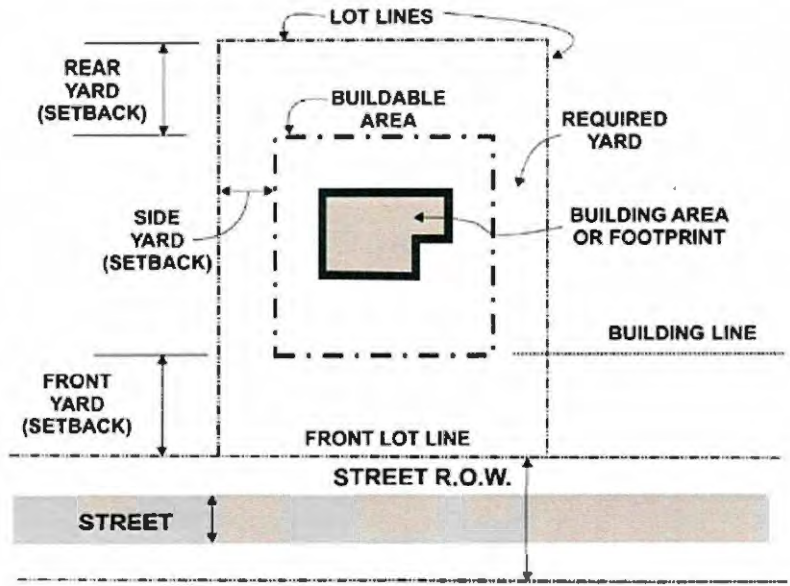 LOT LINES
REAR
YARD
(SETBACK)
BUILDABLE
AREA
REQUIRED
YARD
SIDE
YARD
(SETBACK)
BUILDING AREA
OR FOOTPRINT
BUILDING LINE
FRONT
YARD
(SETBACK)
FRONT LOT LINE
STREET R.O.W.
STREET